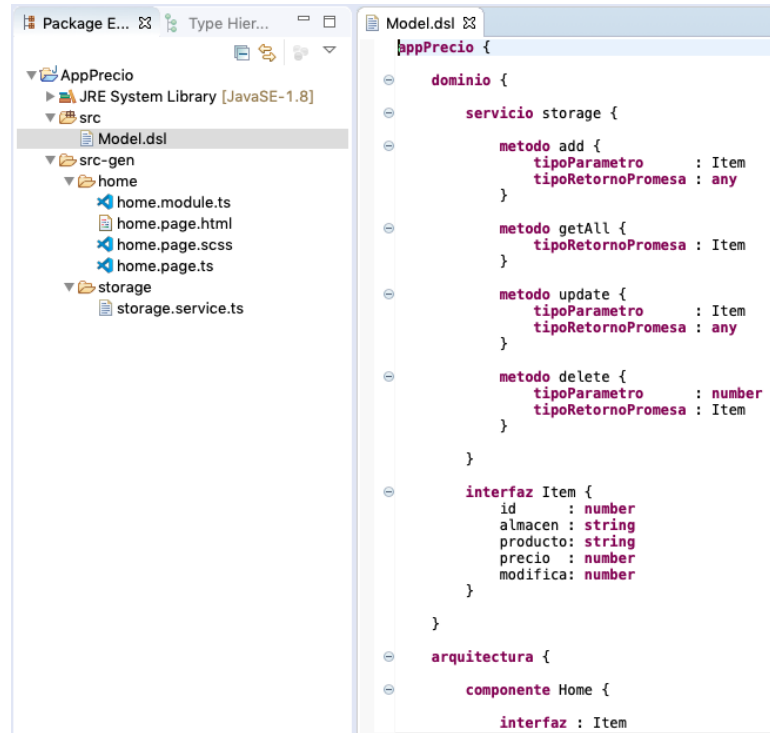 Package E...
Type Hier...
AppPrecio
JRE System Library [JavaSE-1.8]
src
Model.dsl
src-gen
home
home.module.ts
home.page.html
home.page.scss
home.page.ts
storage
storage.service.ts
Model.dsl
appPrecio {
dominio {
servicio storage {
metodo add {
tipoParametro : Item
tipoRetornoPromesa : any
}
metodo getAll {
tipoRetornoPromesa : Item
}
metodo update {
tipoParametro : Item
tipoRetornoPromesa : any
}
metodo delete {
tipoParametro : number
tipoRetornoPromesa : Item
}
}
interfaz Item {
id : number
almacen : string
producto: string
precio : number
modifica: number
}
}
arquitectura {
componente Home {
interfaz : Item